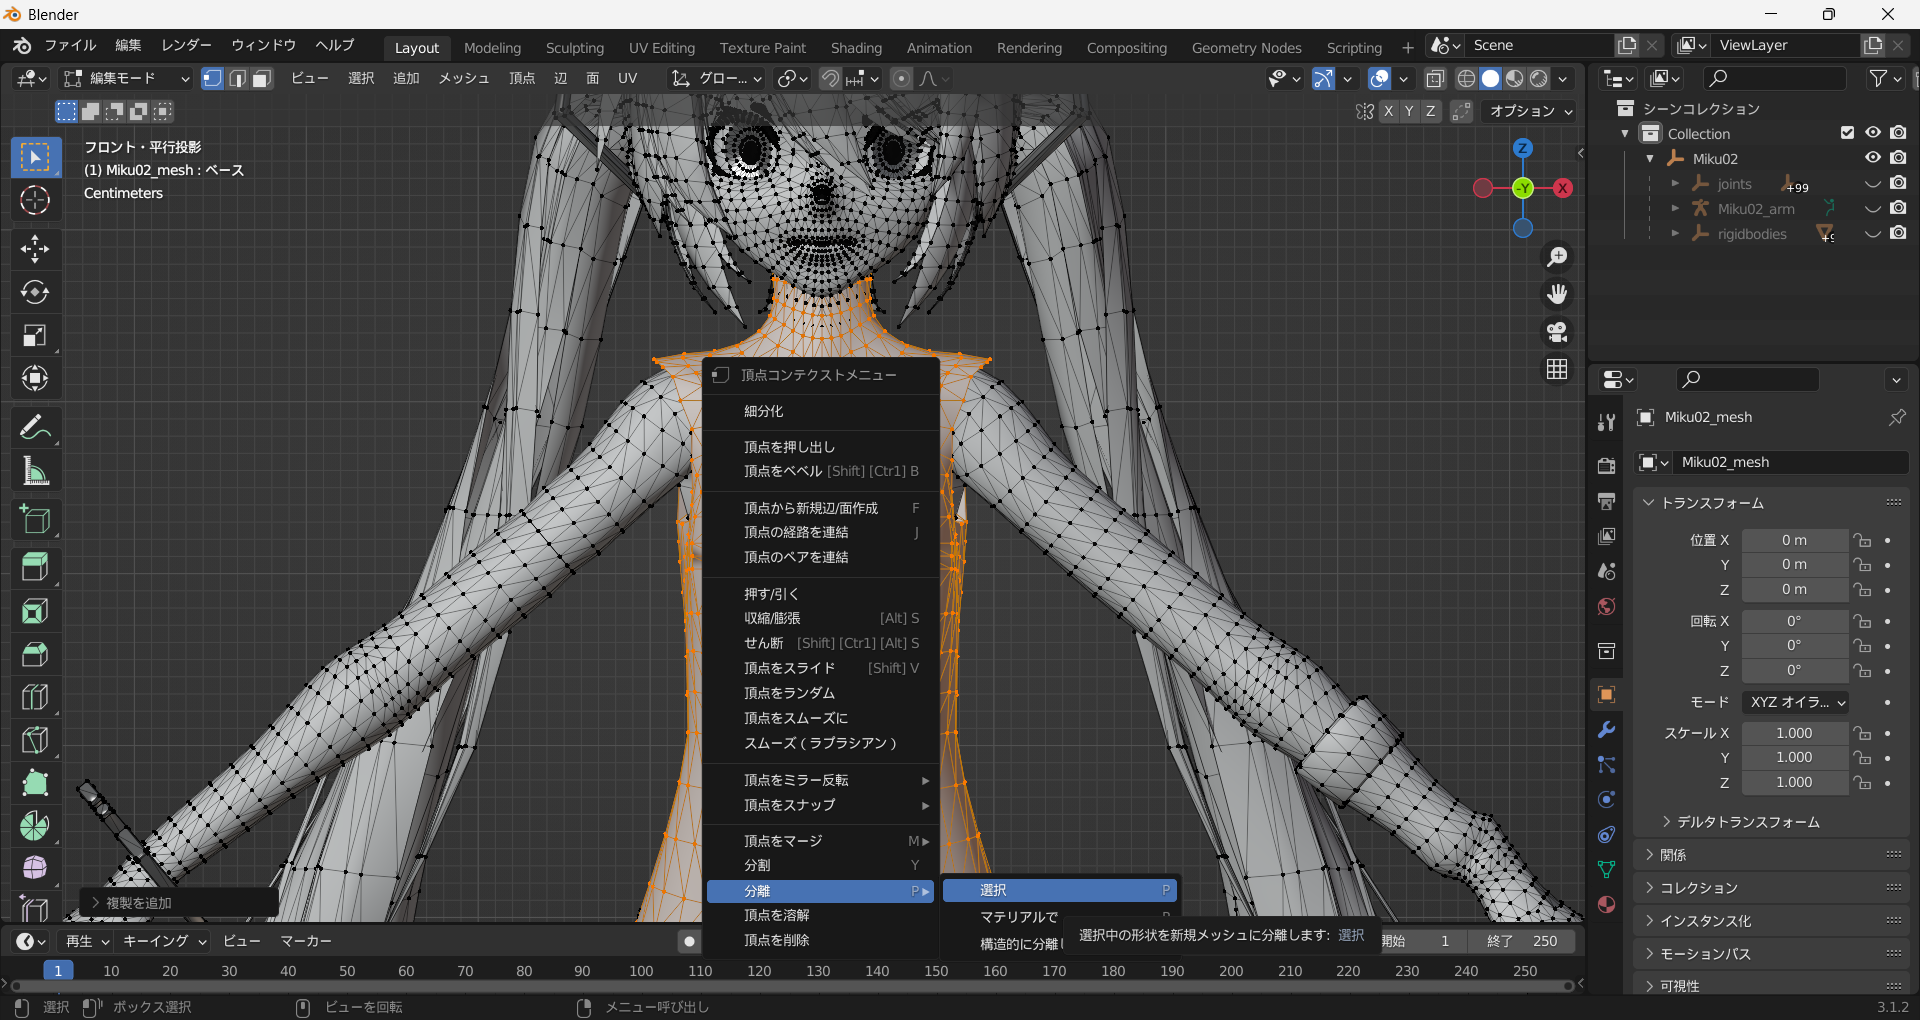 Blender
ファイル 編集 レンダー ウィンドウ ヘルプ Layout Modeling Sculpting UV Editing Texture Paint Shading Animation Rendering Compositing Geometry Nodes Scripting + Scene ViewLayer
編集モード ビュー 選択 追加 メッシュ 頂点 辺 面 UV グロー...
X Y Z オプション
フロント・平行投影
(1) Miku02_mesh : ベース
Centimeters
Z
-Y X
頂点コンテクストメニュー
細分化
頂点を押し出し
頂点をベベル [Shift] [Ctrl] B
頂点から新規辺/面作成 F
頂点の経路を連結 J
頂点のペアを連結
押す/引く
収縮/膨張 [Alt] S
せん断 [Shift] [Ctrl] [Alt] S
頂点をスライド [Shift] V
頂点をランダム
頂点をスムーズに
スムーズ ( ラプラシアン )
頂点をミラー反転
頂点をスナップ
頂点をマージ M
分割 Y
分離 P
頂点を溶解
頂点を削除
選択 P
マテリアルで P
構造的に分離
選択中の形状を新規メッシュに分離します: 選択
複製を追加
シーンコレクション
Collection
Miku02
joints +99
Miku02_arm
rigidbodies
Miku02_mesh
Miku02_mesh
トランスフォーム
位置 X 0 m
Y 0 m
Z 0 m
回転 X 0°
Y 0°
Z 0°
モード XYZ オイラ...
スケール X 1.000
Y 1.000
Z 1.000
デルタトランスフォーム
関係
コレクション
インスタンス化
モーションパス
可視性
再生 キーイング ビュー マーカー 開始 1 終了 250
1 10 20 30 40 50 60 70 80 90 100 110 120 130 140 150 160 170 180 190 200 210 220 230 240 250
選択 ボックス選択 ビューを回転 メニュー呼び出し 3.1.2